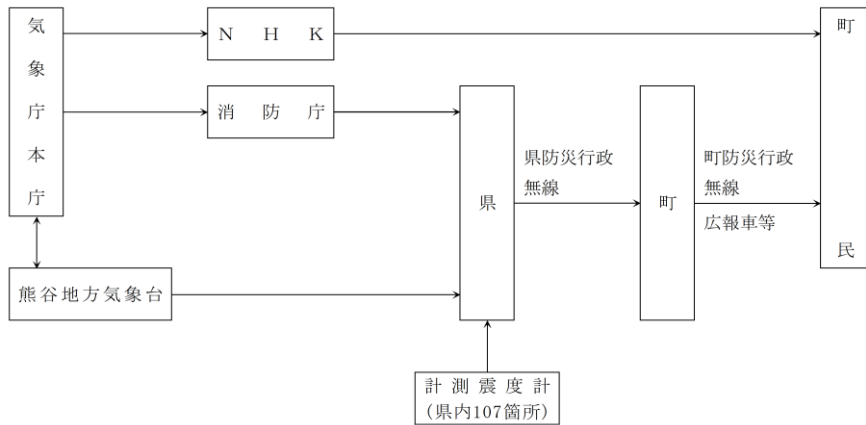 気象庁本庁
N H K
町民
消防庁
県
県防災行政
無線
町
町防災行政
無線
広報車等
熊谷地方気象台
計測震度計
(県内107箇所)